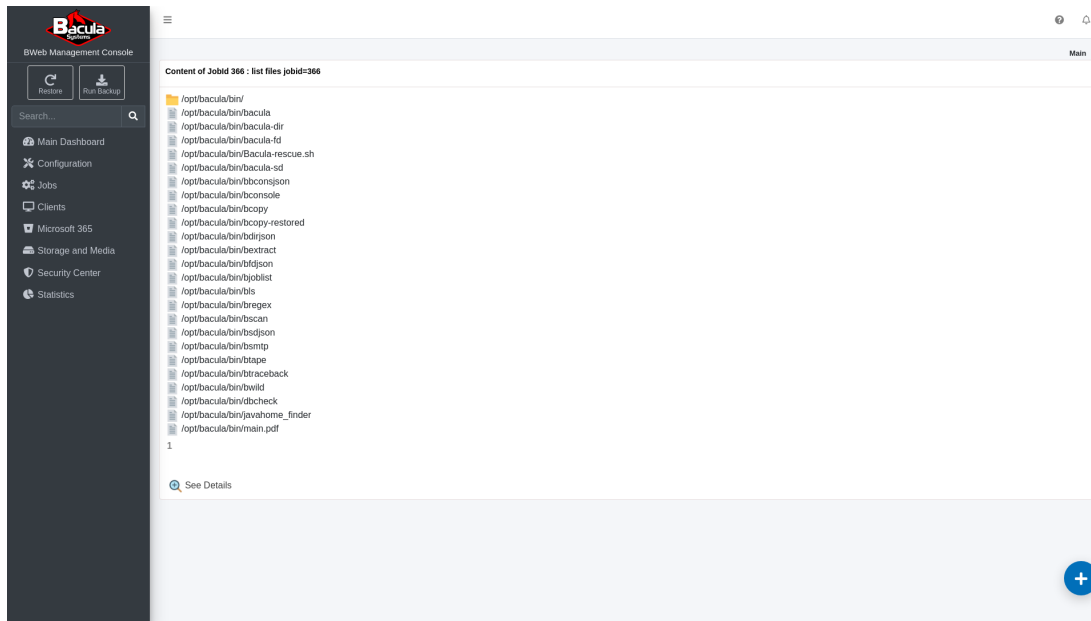 Bacula
Systems
BWeb Management Console
Restore
Run Backup
Search...
Main Dashboard
Configuration
Jobs
Clients
Microsoft 365
Storage and Media
Security Center
Statistics
Main
Content of JobId 366 : list files jobid=366
/opt/bacula/bin/
/opt/bacula/bin/bacula
/opt/bacula/bin/bacula-dir
/opt/bacula/bin/bacula-fd
/opt/bacula/bin/Bacula-rescue.sh
/opt/bacula/bin/bacula-sd
/opt/bacula/bin/bbconsjson
/opt/bacula/bin/bconsole
/opt/bacula/bin/bcopy
/opt/bacula/bin/bcopy-restored
/opt/bacula/bin/bdirjson
/opt/bacula/bin/bextract
/opt/bacula/bin/bfdjson
/opt/bacula/bin/bjoblist
/opt/bacula/bin/bls
/opt/bacula/bin/bregex
/opt/bacula/bin/bscan
/opt/bacula/bin/bsdjson
/opt/bacula/bin/bsmtp
/opt/bacula/bin/btape
/opt/bacula/bin/btraceback
/opt/bacula/bin/bwild
/opt/bacula/bin/dbcheck
/opt/bacula/bin/javahome_finder
/opt/bacula/bin/main.pdf
1
See Details